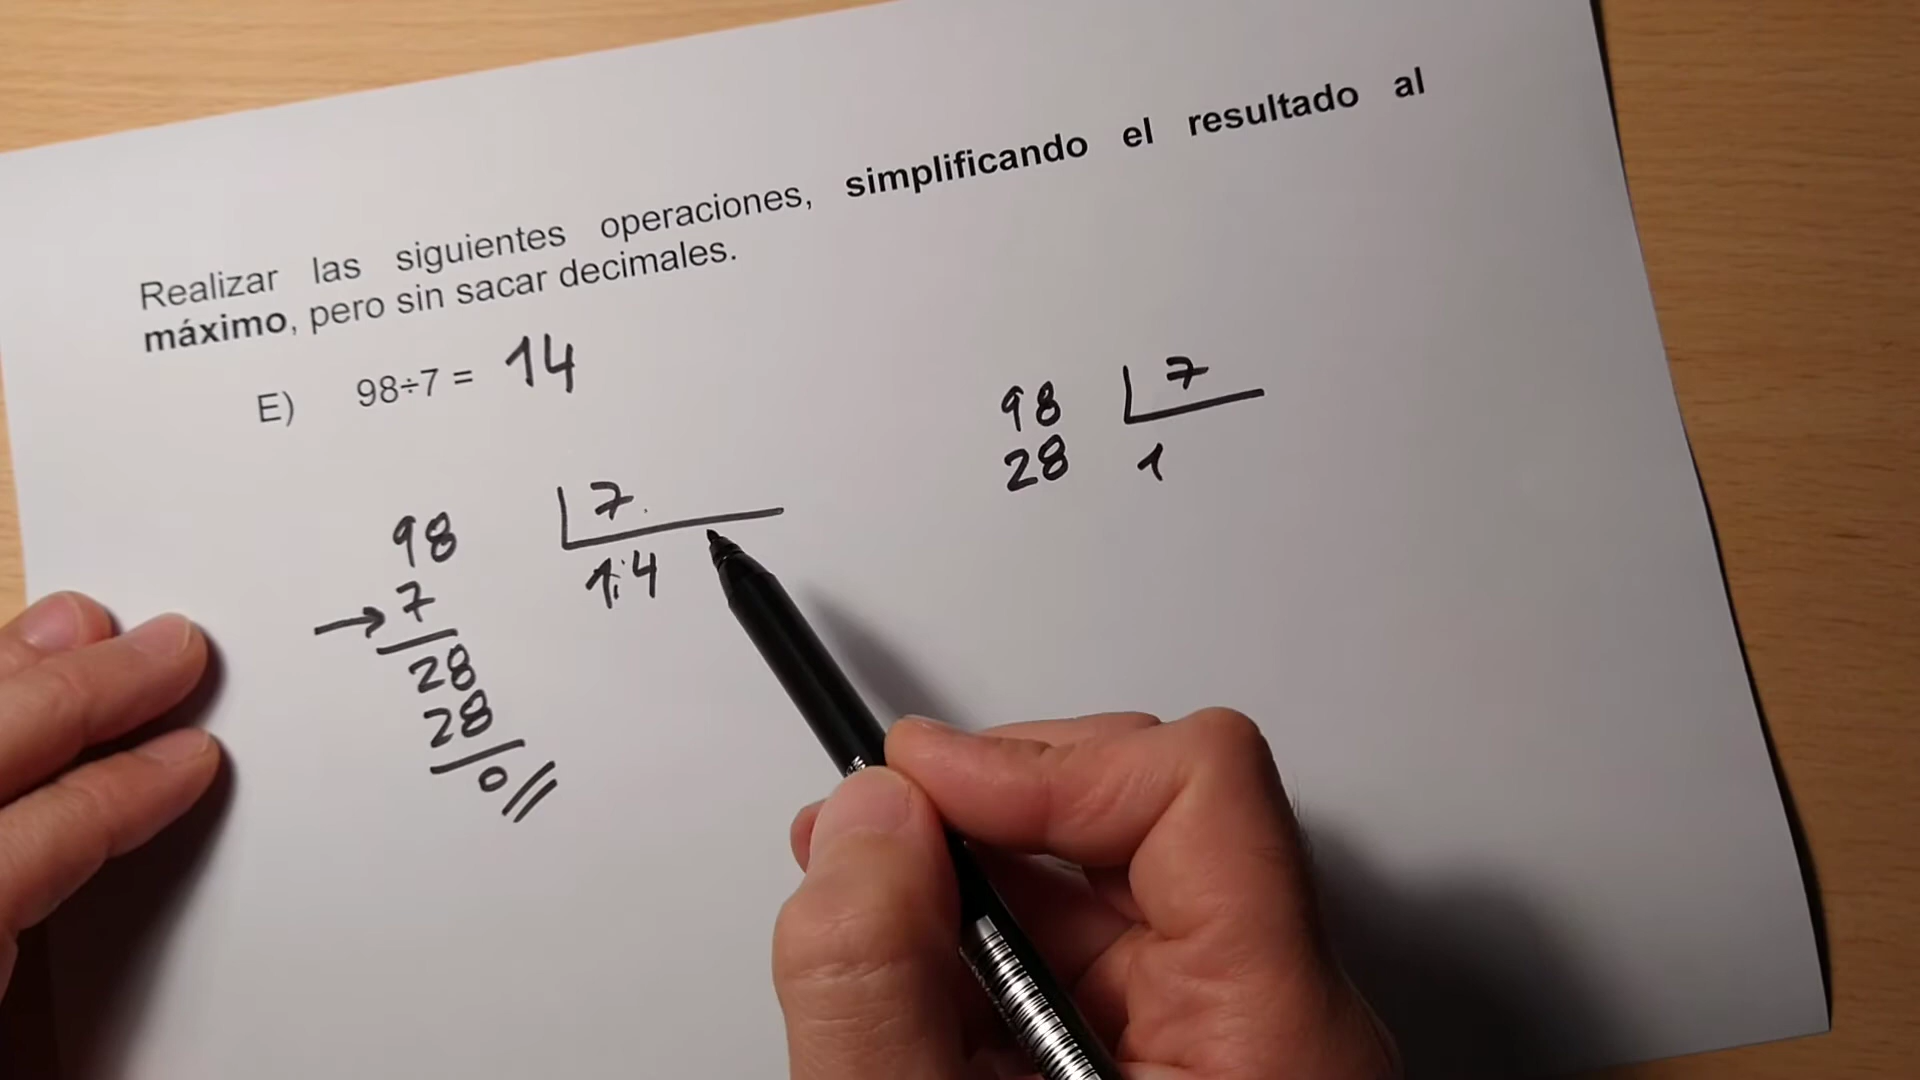 Realizar las siguientes operaciones, simplificando el resultado al
máximo, pero sin sacar decimales.
E) 98÷7 = 14
98 7
7 14
28
28
0
98 7
28 1